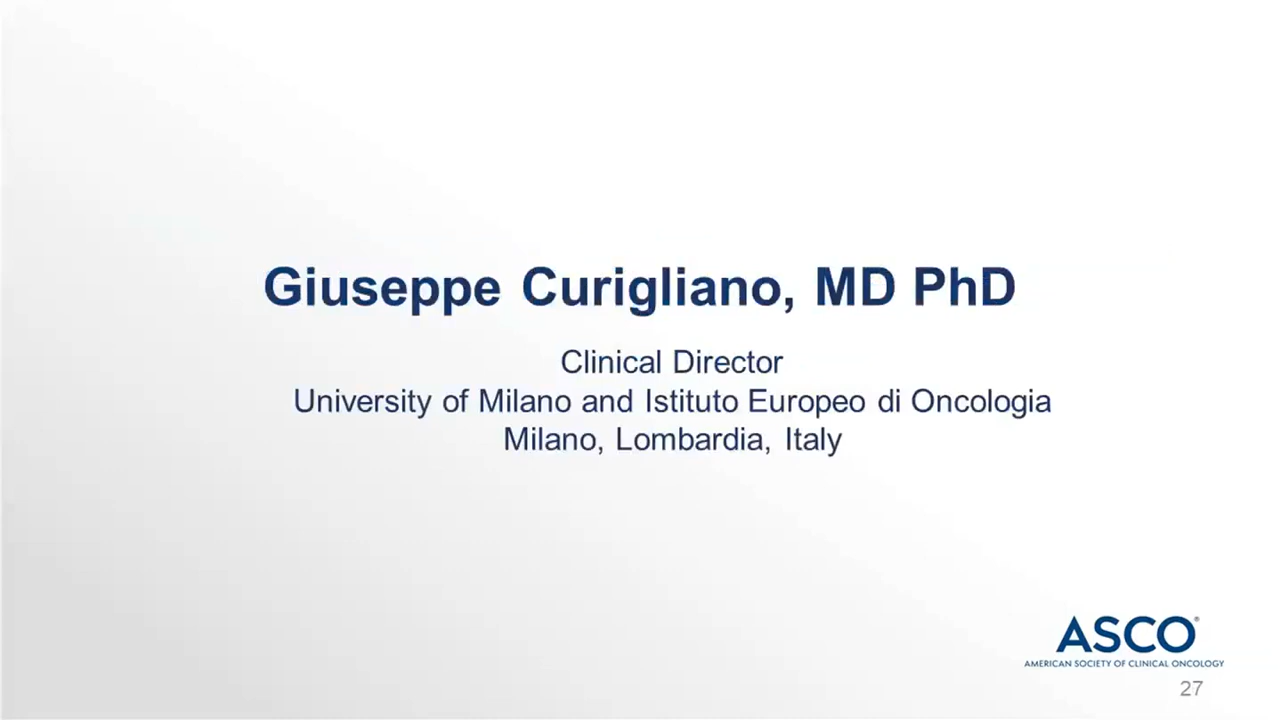 Giuseppe Curigliano, MD PhD
Clinical Director
University of Milano and Istituto Europeo di Oncologia
Milano, Lombardia, Italy
ASCO®
AMERICAN SOCIETY OF CLINICAL ONCOLOGY
27